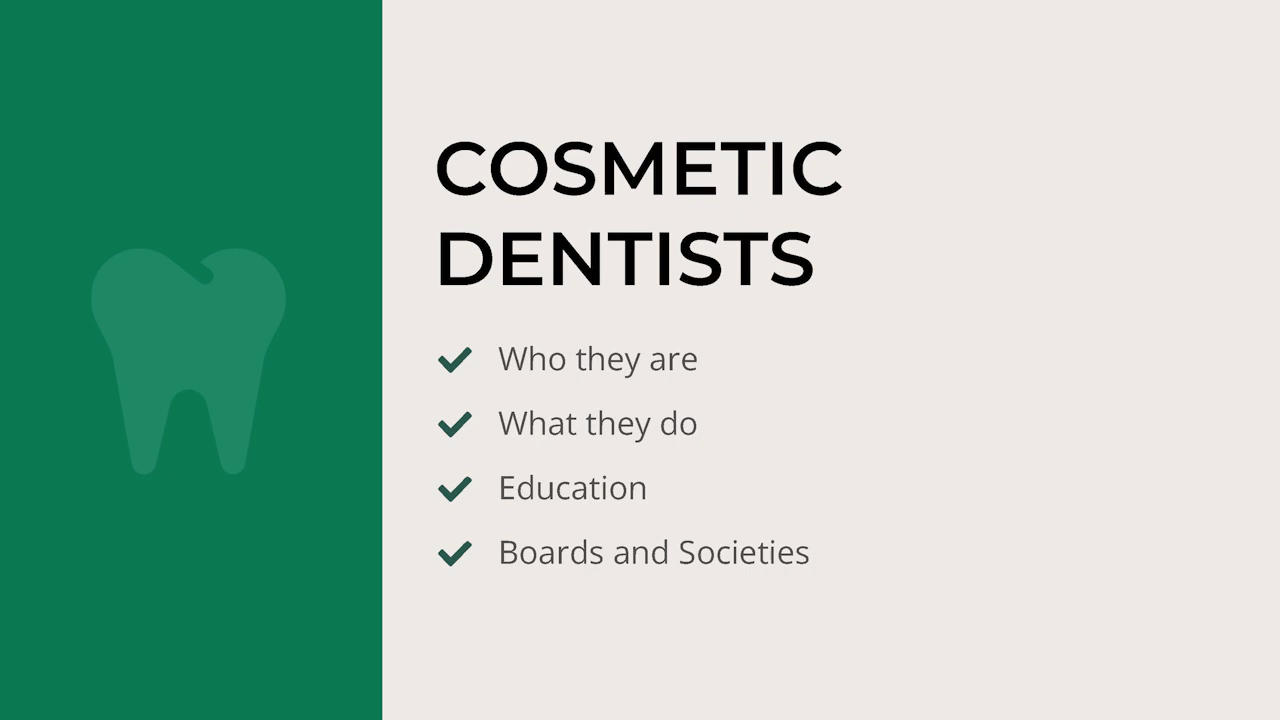 COSMETIC
DENTISTS
Who they are
What they do
Education
Boards and Societies